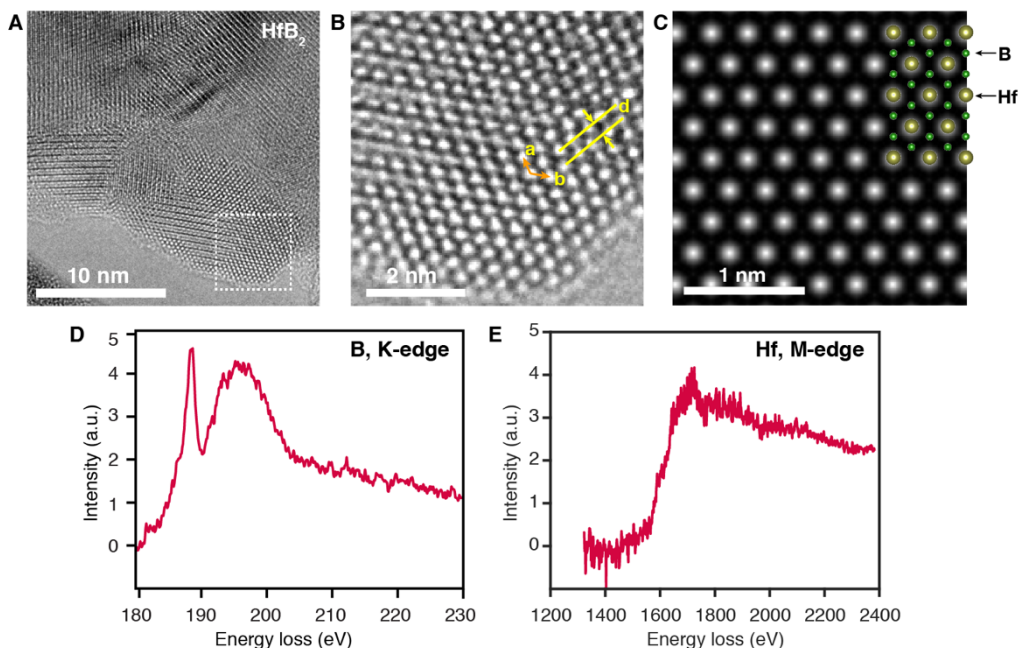 A
HfB2
10 nm
B
d
a
b
2 nm
C
B
Hf
1 nm
D
B, K-edge
Intensity (a.u.)
5
4
3
2
1
0
180 190 200 210 220 230
Energy loss (eV)
E
Hf, M-edge
Intensity (a.u.)
5
4
3
2
1
0
1200 1400 1600 1800 2000 2200 2400
Energy loss (eV)